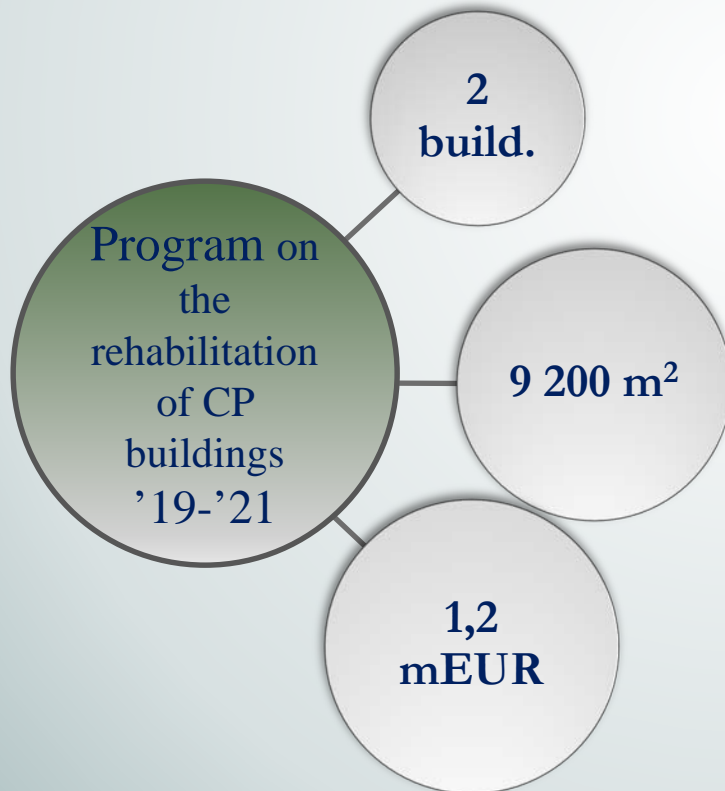 2
build.
Program on
the
rehabilitation
of CP
buildings
’19-’21
9 200 m²
1,2
mEUR